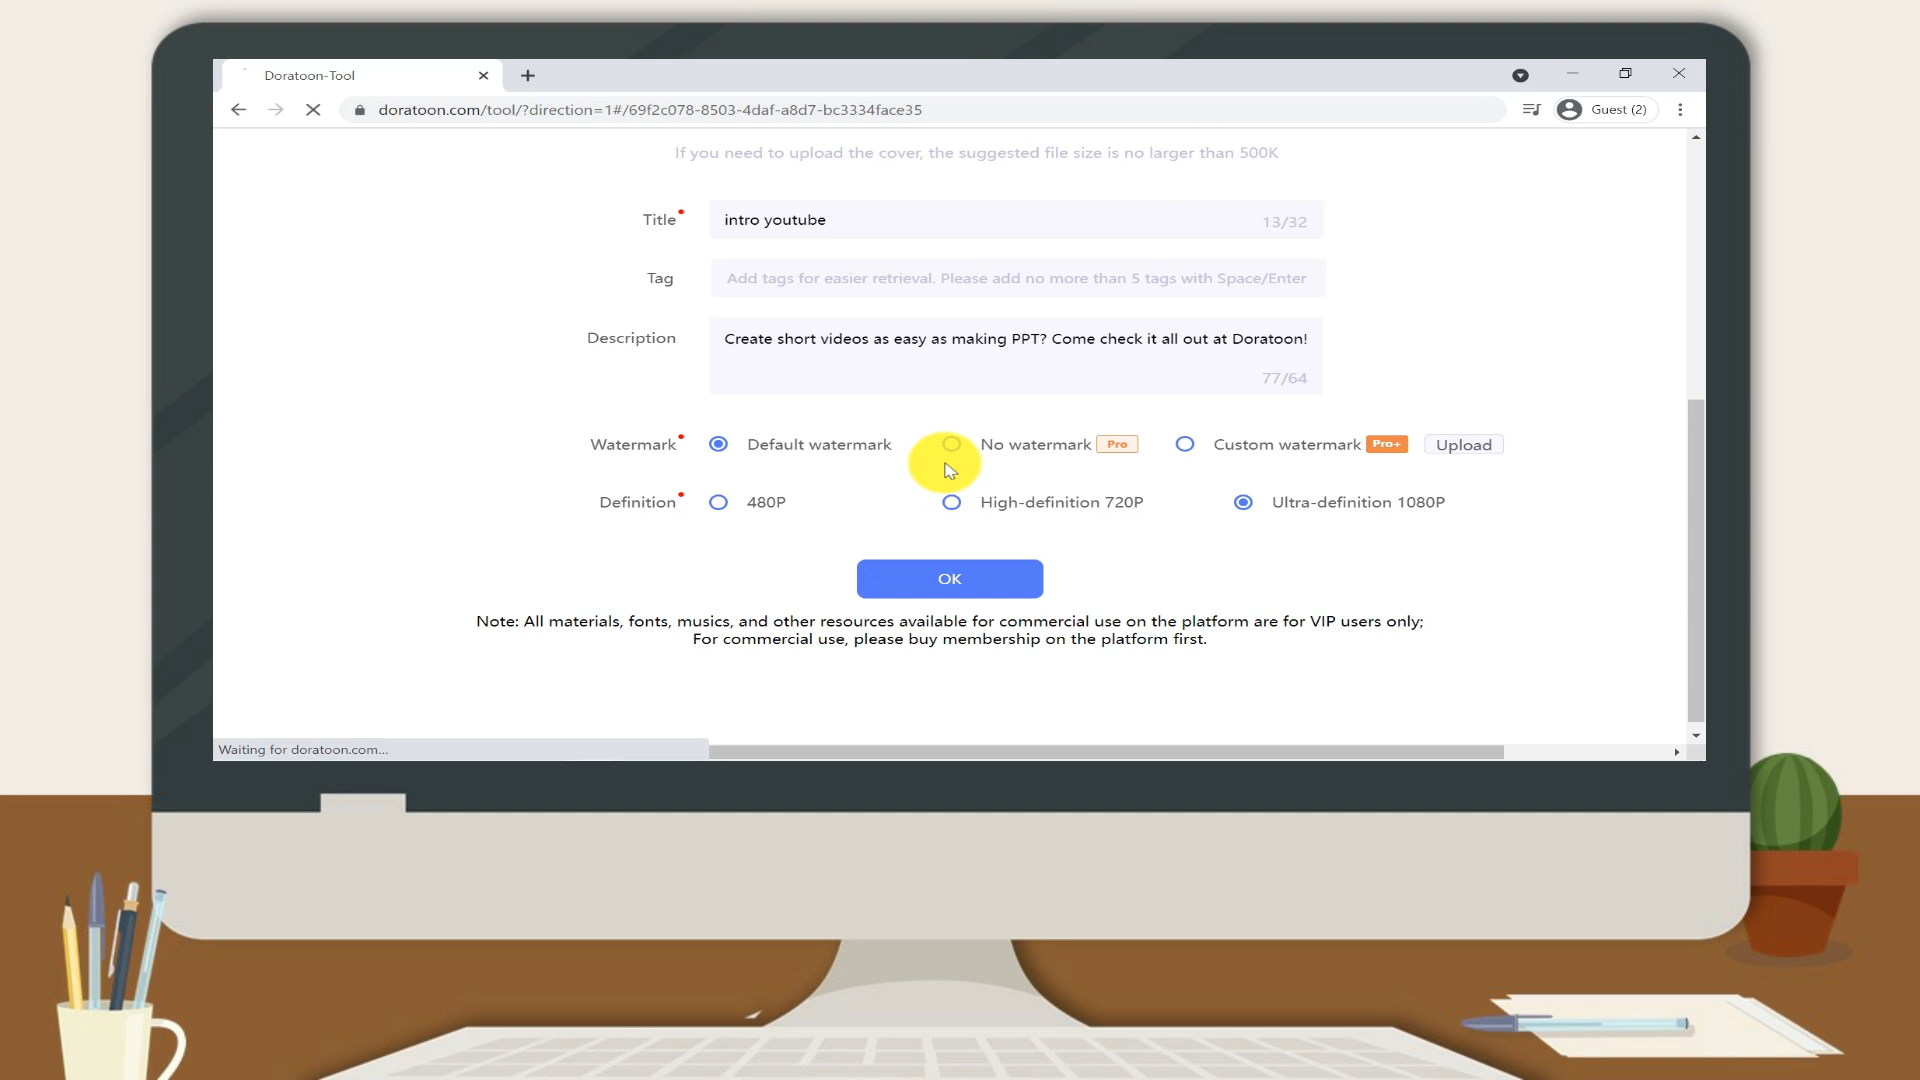 Doratoon-Tool
doratoon.com/tool/?direction=1#/69f2c078-8503-4daf-a8d7-bc3334face35
Guest (2)
If you need to upload the cover, the suggested file size is no larger than 500K
Title
intro youtube
13/32
Tag
Add tags for easier retrieval. Please add no more than 5 tags with Space/Enter
Description
Create short videos as easy as making PPT? Come check it all out at Doratoon!
77/64
Watermark Default watermark No watermark Pro Custom watermark Pro+ Upload
Definition 480P High-definition 720P Ultra-definition 1080P
OK
Note: All materials, fonts, musics, and other resources available for commercial use on the platform are for VIP users only;
For commercial use, please buy membership on the platform first.
Waiting for doratoon.com...